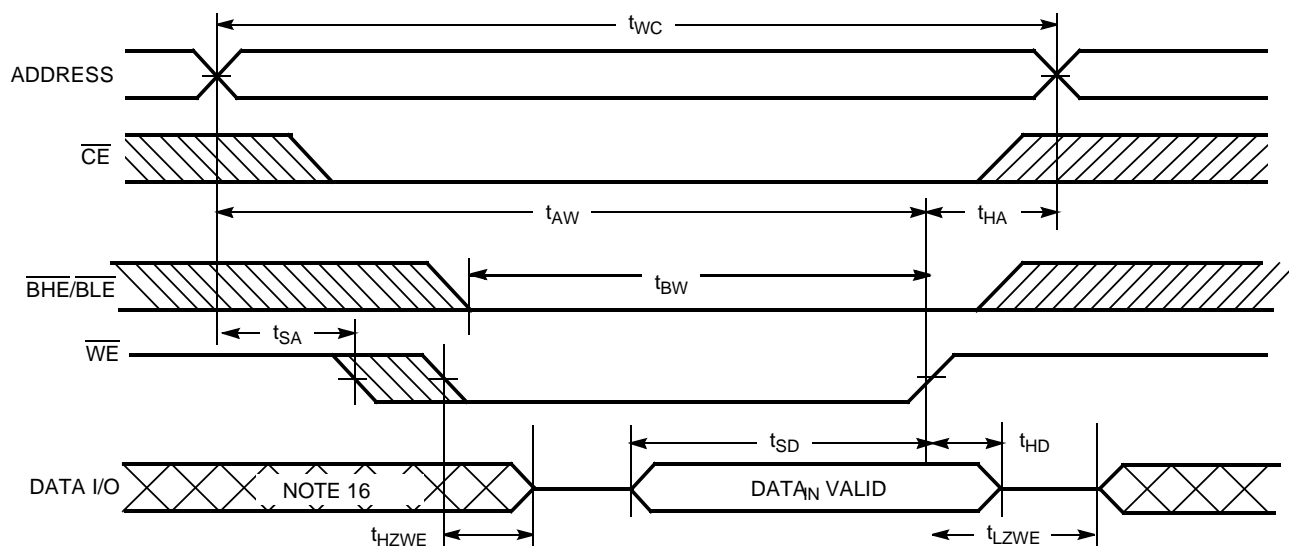 tWC
ADDRESS
CE
tAW
tHA
BHE/BLE
tBW
tSA
WE
tSD
tHD
DATA I/O
NOTE 16
DATAIN VALID
tHZWE
tLZWE